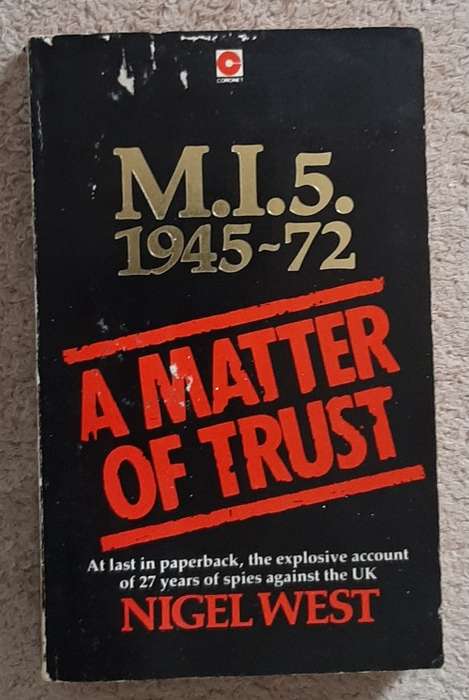 CORONET
M.I.5.
1945~72
A MATTER
OF TRUST
At last in paperback, the explosive account
of 27 years of spies against the UK
NIGEL WEST